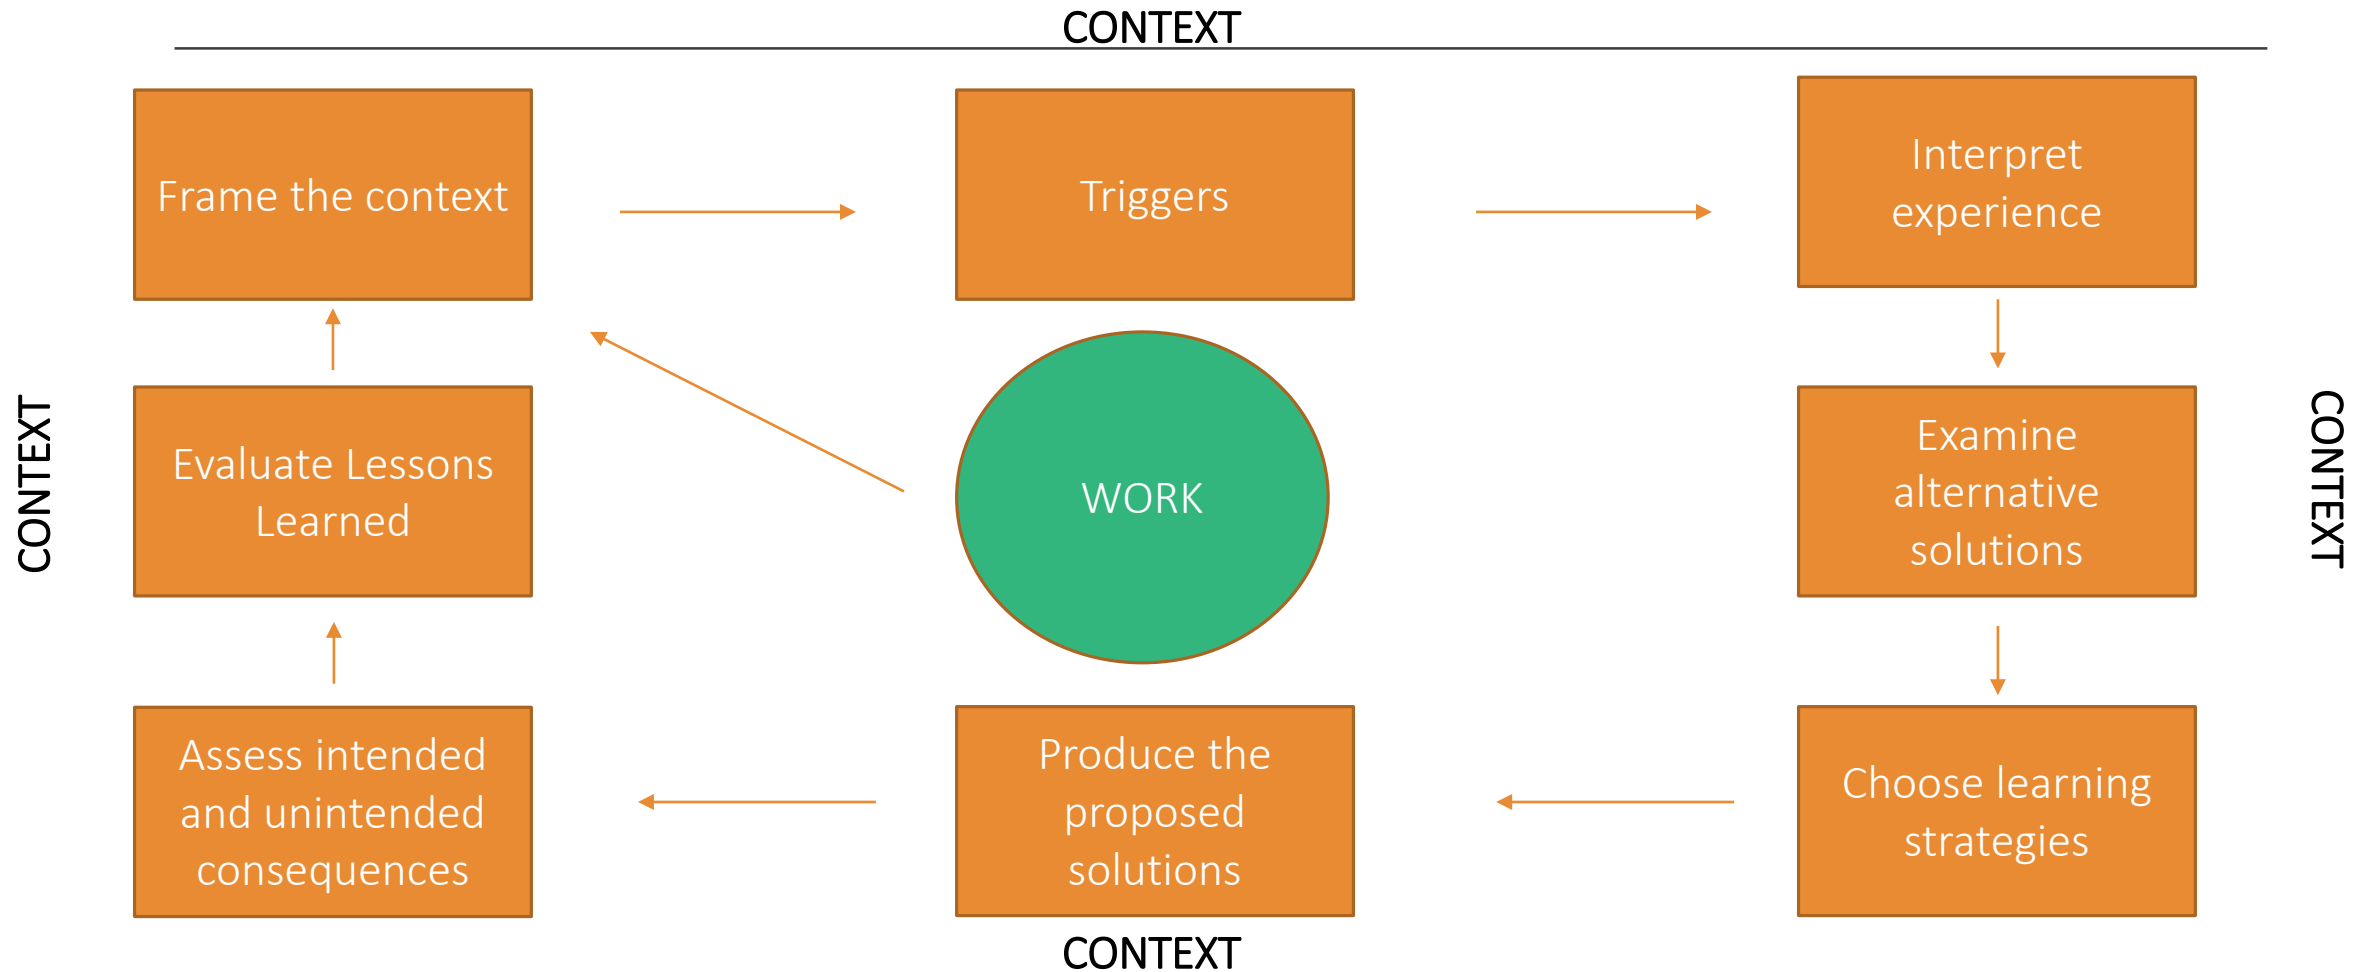 CONTEXT
Frame the context
Triggers
Interpret
experience
CONTEXT
Evaluate Lessons
Learned
WORK
Examine
alternative
solutions
CONTEXT
Assess intended
and unintended
consequences
Produce the
proposed
solutions
Choose learning
strategies
CONTEXT